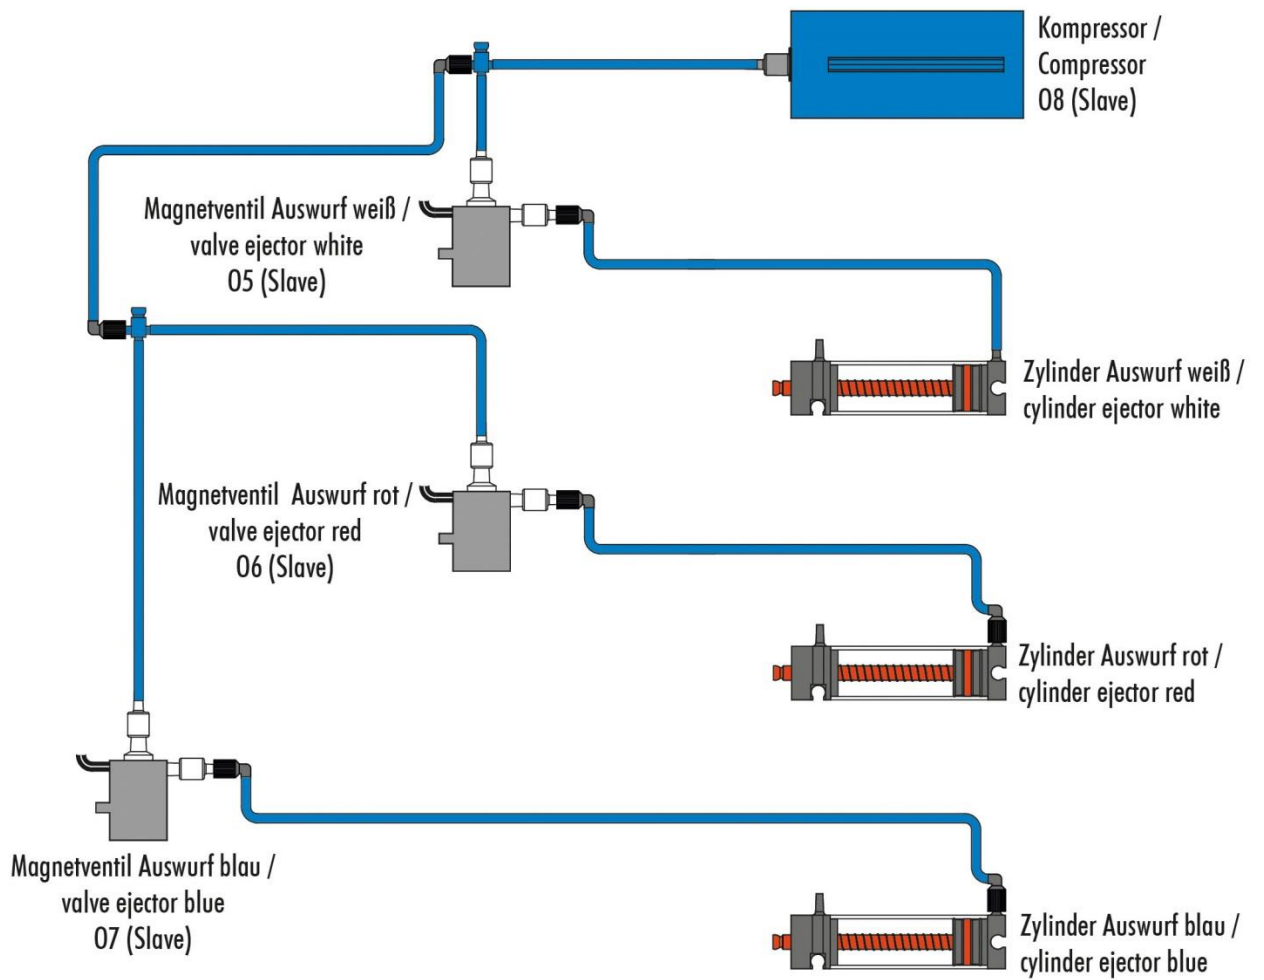 Kompressor /
Compressor
O8 (Slave)
Magnetventil Auswurf weiß /
valve ejector white
O5 (Slave)
Zylinder Auswurf weiß /
cylinder ejector white
Magnetventil  Auswurf rot /
valve ejector red
O6 (Slave)
Zylinder Auswurf rot /
cylinder ejector red
Magnetventil Auswurf blau /
valve ejector blue
O7 (Slave)
Zylinder Auswurf blau /
cylinder ejector blue